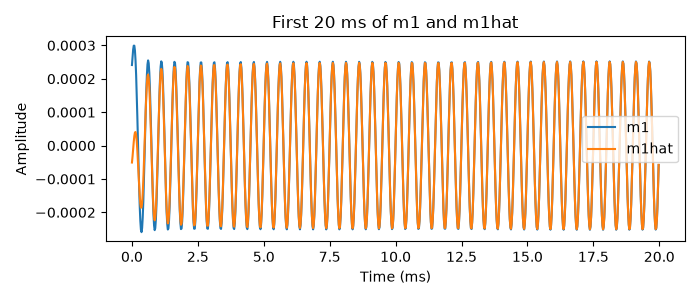 First 20 ms of m1 and m1hat
Amplitude
0.0003
0.0002
0.0001
0.0000
−0.0001
−0.0002
m1
m1hat
0.0 2.5 5.0 7.5 10.0 12.5 15.0 17.5 20.0
Time (ms)